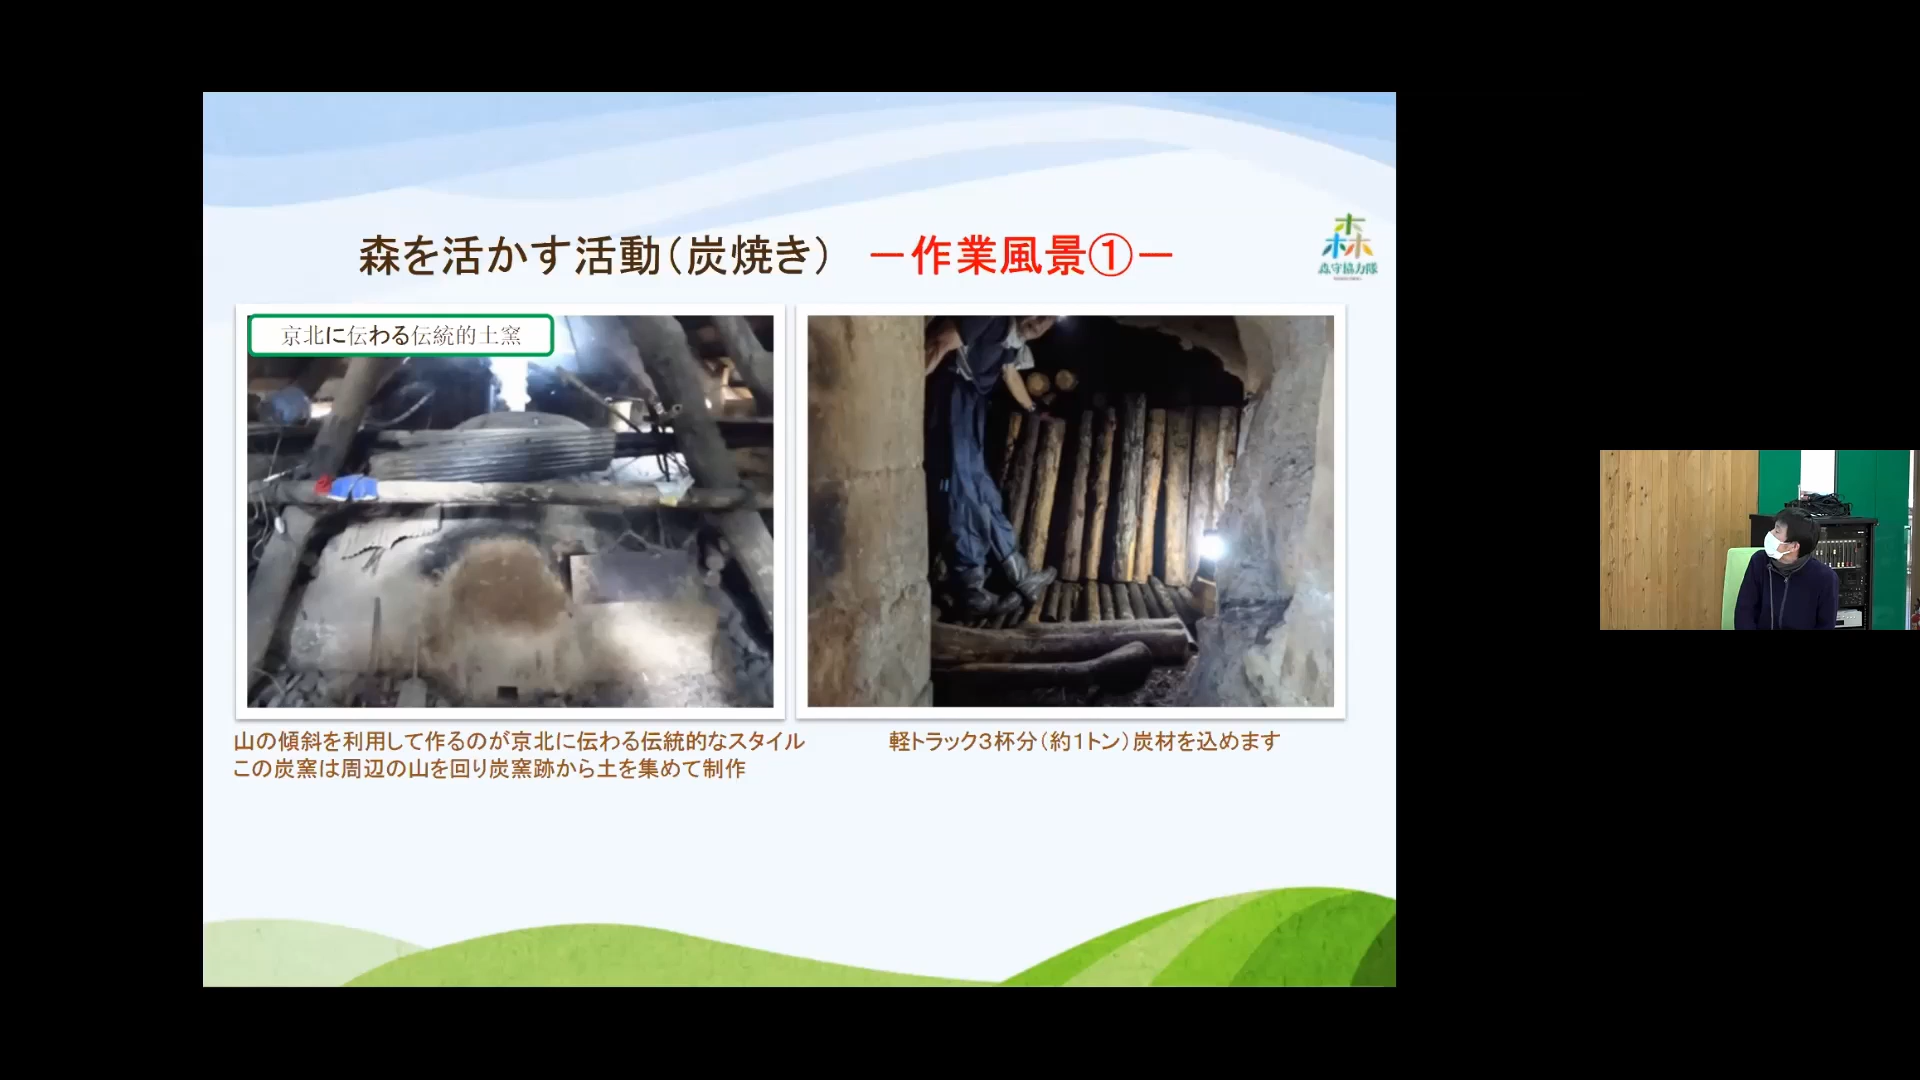 森を活かす活動（炭焼き）　－作業風景①－
森守協力隊
京北に伝わる伝統的土窯
山の傾斜を利用して作るのが京北に伝わる伝統的なスタイル
この炭窯は周辺の山を回り炭窯跡から土を集めて制作
軽トラック３杯分（約１トン）炭材を込めます